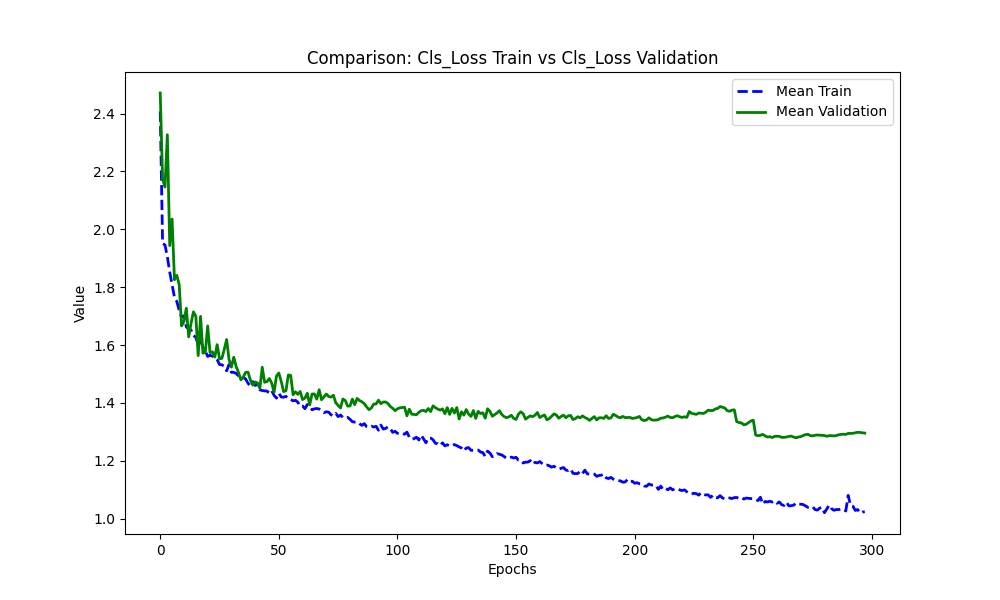 Comparison: Cls_Loss Train vs Cls_Loss Validation
Mean Train
Mean Validation
Value
2.4
2.2
2.0
1.8
1.6
1.4
1.2
1.0
0 50 100 150 200 250 300
Epochs